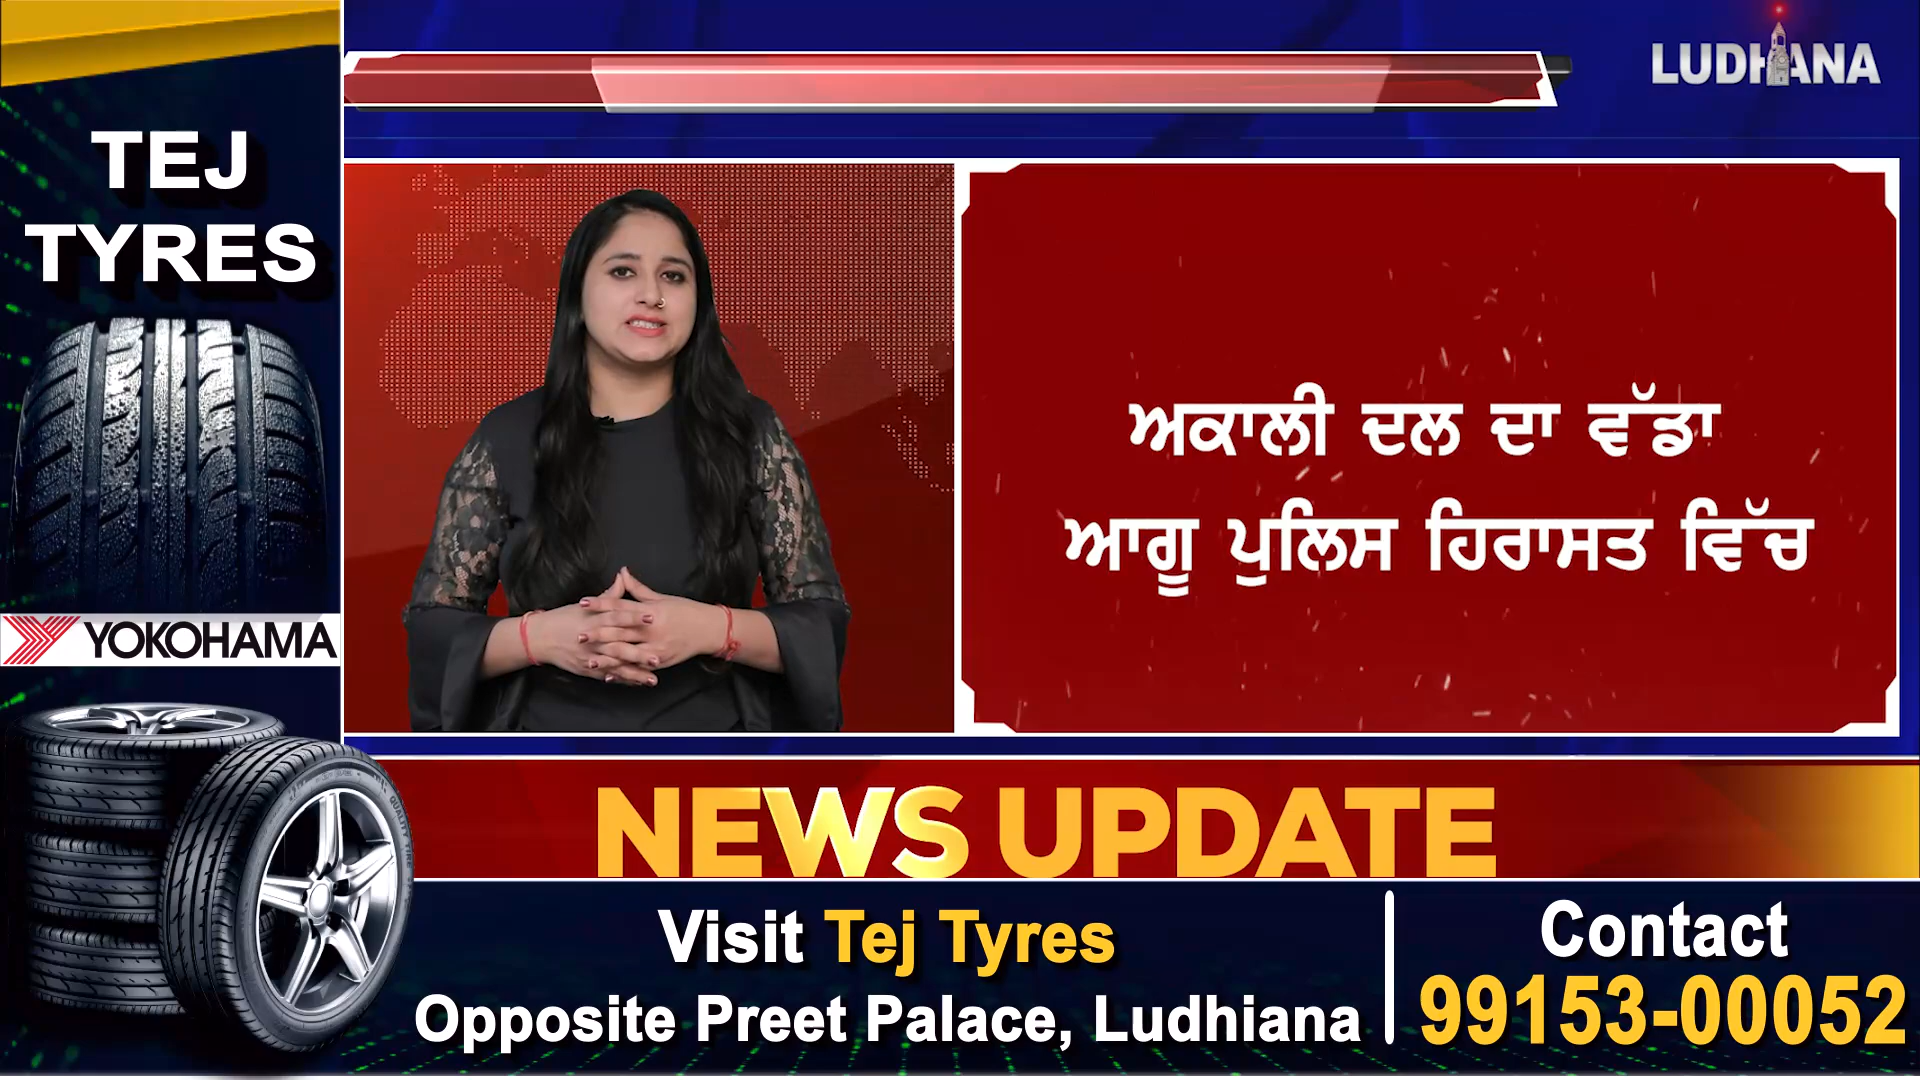 LUDHIANA
TEJ
TYRES
YOKOHAMA
ਅਕਾਲੀ ਦਲ ਦਾ ਵੱਡਾ
ਆਗੂ ਪੁਲਿਸ ਹਿਰਾਸਤ ਵਿੱਚ
NEWS UPDATE
Visit Tej Tyres
Opposite Preet Palace, Ludhiana
Contact
99153-00052